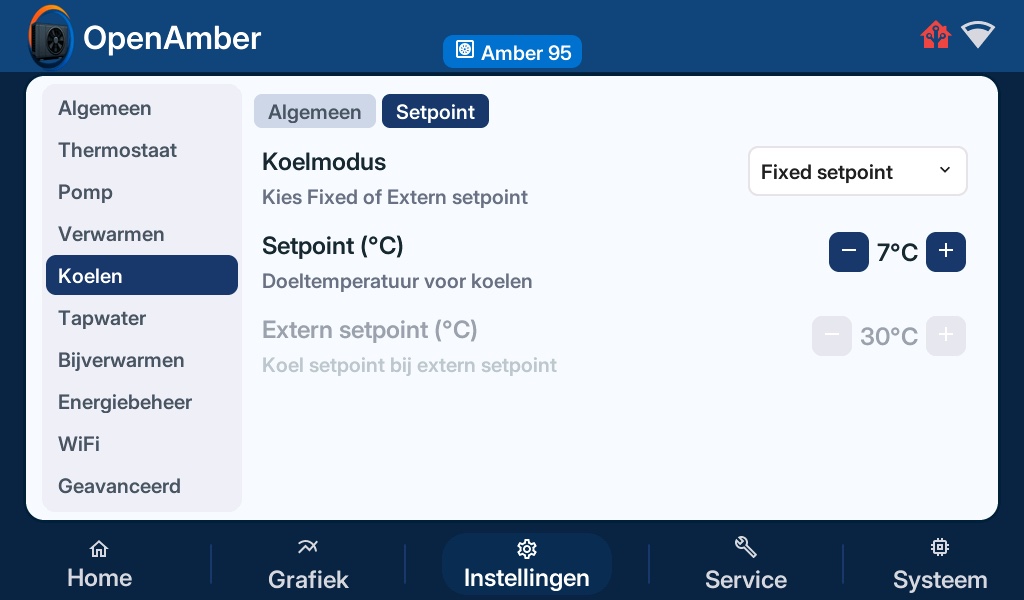 OpenAmber
Amber 95
Algemeen
Thermostaat
Pomp
Verwarmen
Koelen
Tapwater
Bijverwarmen
Energiebeheer
WiFi
Geavanceerd
Algemeen
Setpoint
Koelmodus
Kies Fixed of Extern setpoint
Fixed setpoint
Setpoint (°C)
Doeltemperatuur voor koelen
− 7°C +
Extern setpoint (°C)
Koel setpoint bij extern setpoint
− 30°C +
Home
Grafiek
Instellingen
Service
Systeem